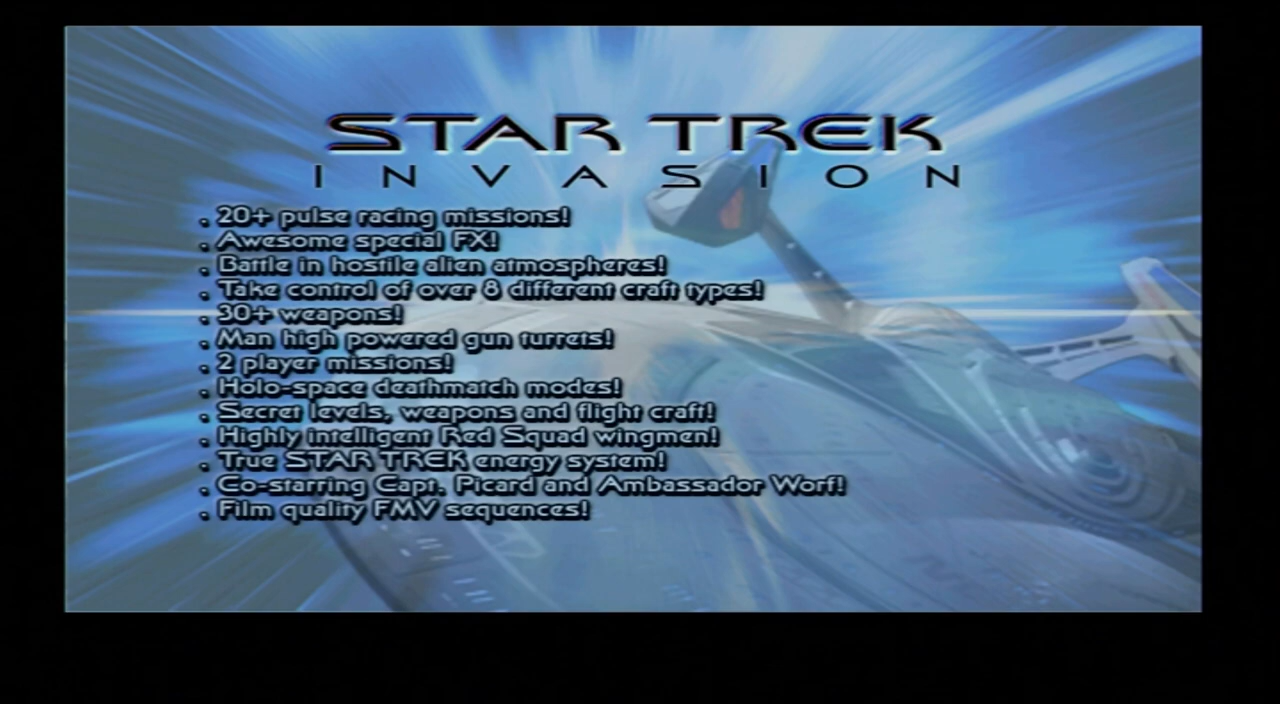 STAR TREK
INVASION
. 20+ pulse racing missions!
. Awesome special FX!
. Battle in hostile alien atmospheres!
. Take control of over 8 different craft types!
. 30+ weapons!
. Man high powered gun turrets!
. 2 player missions!
. Holo-space deathmatch modes!
. Secret levels, weapons and flight craft!
. Highly intelligent Red Squad wingmen!
. True STAR TREK energy system!
. Co-starring Capt. Picard and Ambassador Worf!
. Film quality FMV sequences!